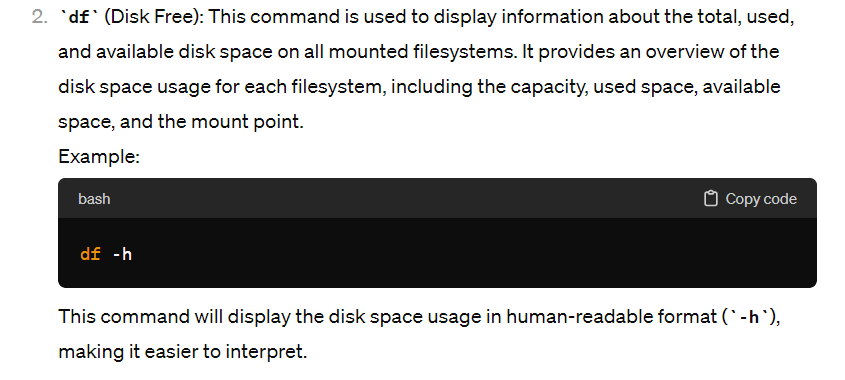 2. `df` (Disk Free): This command is used to display information about the total, used,
and available disk space on all mounted filesystems. It provides an overview of the
disk space usage for each filesystem, including the capacity, used space, available
space, and the mount point.
Example:
bash
Copy code
df -h
This command will display the disk space usage in human-readable format (`-h`),
making it easier to interpret.